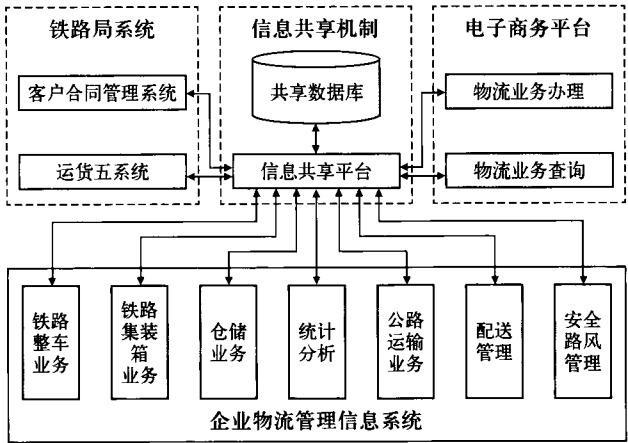 铁路局系统
信息共享机制
电子商务平台
客户合同管理系统
共享数据库
物流业务办理
运货五系统
信息共享平台
物流业务查询
铁路
整车
业务
铁路
集装
箱
业务
仓储
业务
统计
分析
公路
运输
业务
配送
管理
安全
路风
管理
企业物流管理信息系统